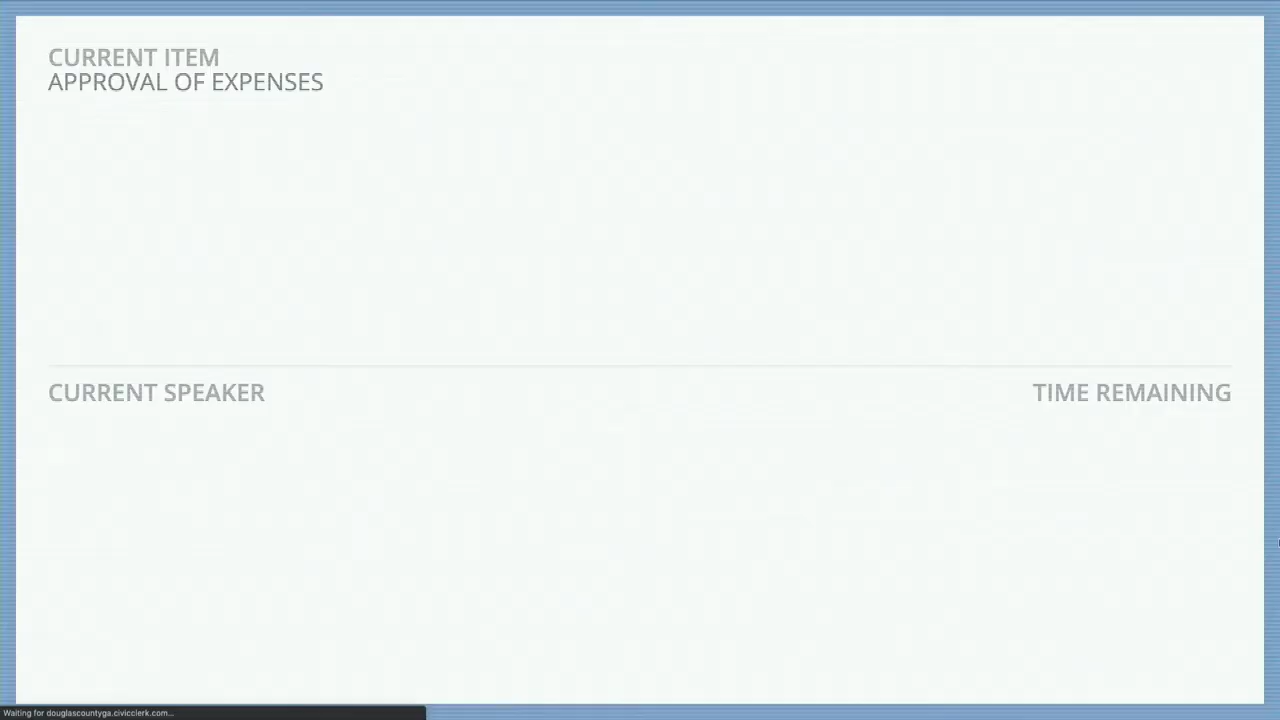 CURRENT ITEM
APPROVAL OF EXPENSES
CURRENT SPEAKER
TIME REMAINING
Waiting for douglascountyga.civicclerk.com...